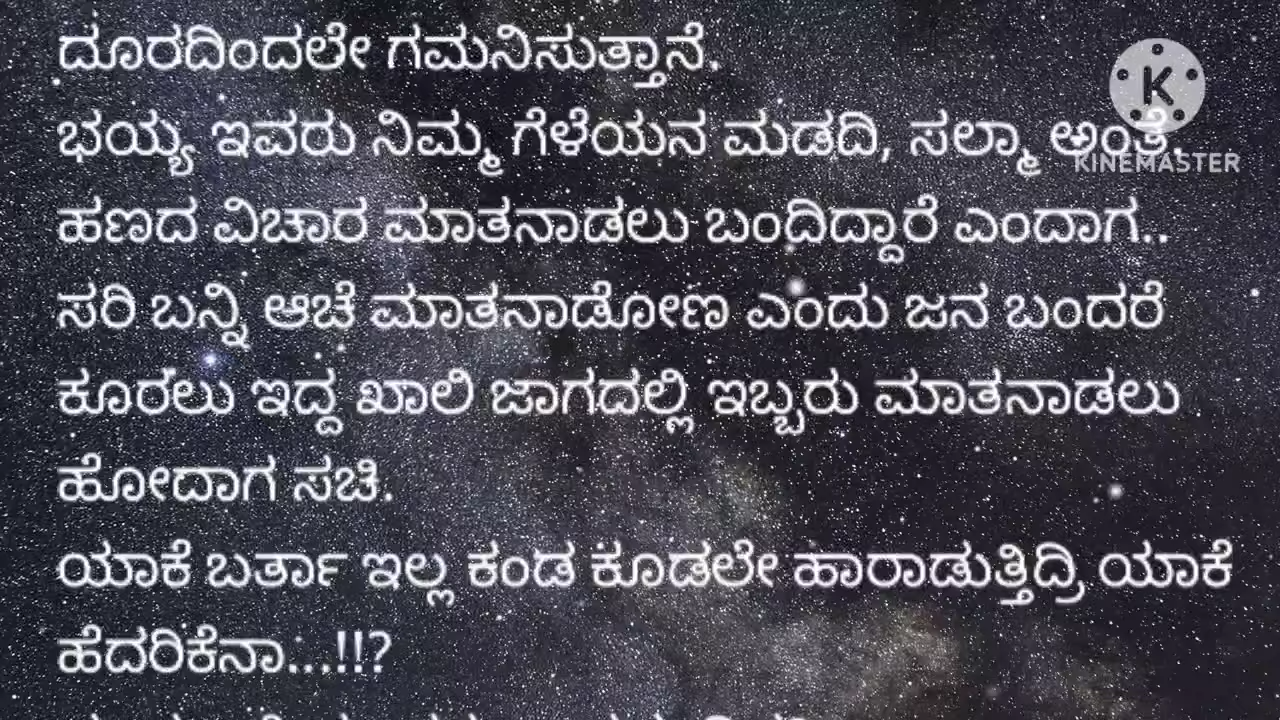 ದೂರದಿಂದಲೇ ಗಮನಿಸುತ್ತಾನೆ.
ಭಯ್ಯ ಇವರು ನಿಮ್ಮ ಗೆಳೆಯನ ಮಡದಿ, ಸಲ್ಮಾ ಅಂತೆ.
ಹಣದ ವಿಚಾರ ಮಾತನಾಡಲು ಬಂದಿದ್ದಾರೆ ಎಂದಾಗ..
ಸರಿ ಬನ್ನಿ ಆಚೆ ಮಾತನಾಡೋಣ ಎಂದು ಜನ ಬಂದರೆ
ಕೂರಲು ಇದ್ದ ಖಾಲಿ ಜಾಗದಲ್ಲಿ ಇಬ್ಬರು ಮಾತನಾಡಲು
ಹೋದಾಗ ಸಚಿ.
ಯಾಕೆ ಬರ್ತಾ ಇಲ್ಲ ಕಂಡ ಕೂಡಲೇ ಹಾರಾಡುತ್ತಿದ್ರಿ ಯಾಕೆ
ಹೆದರಿಕೆನಾ...!!?
K
KINEMASTER